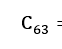 C₆₃ =